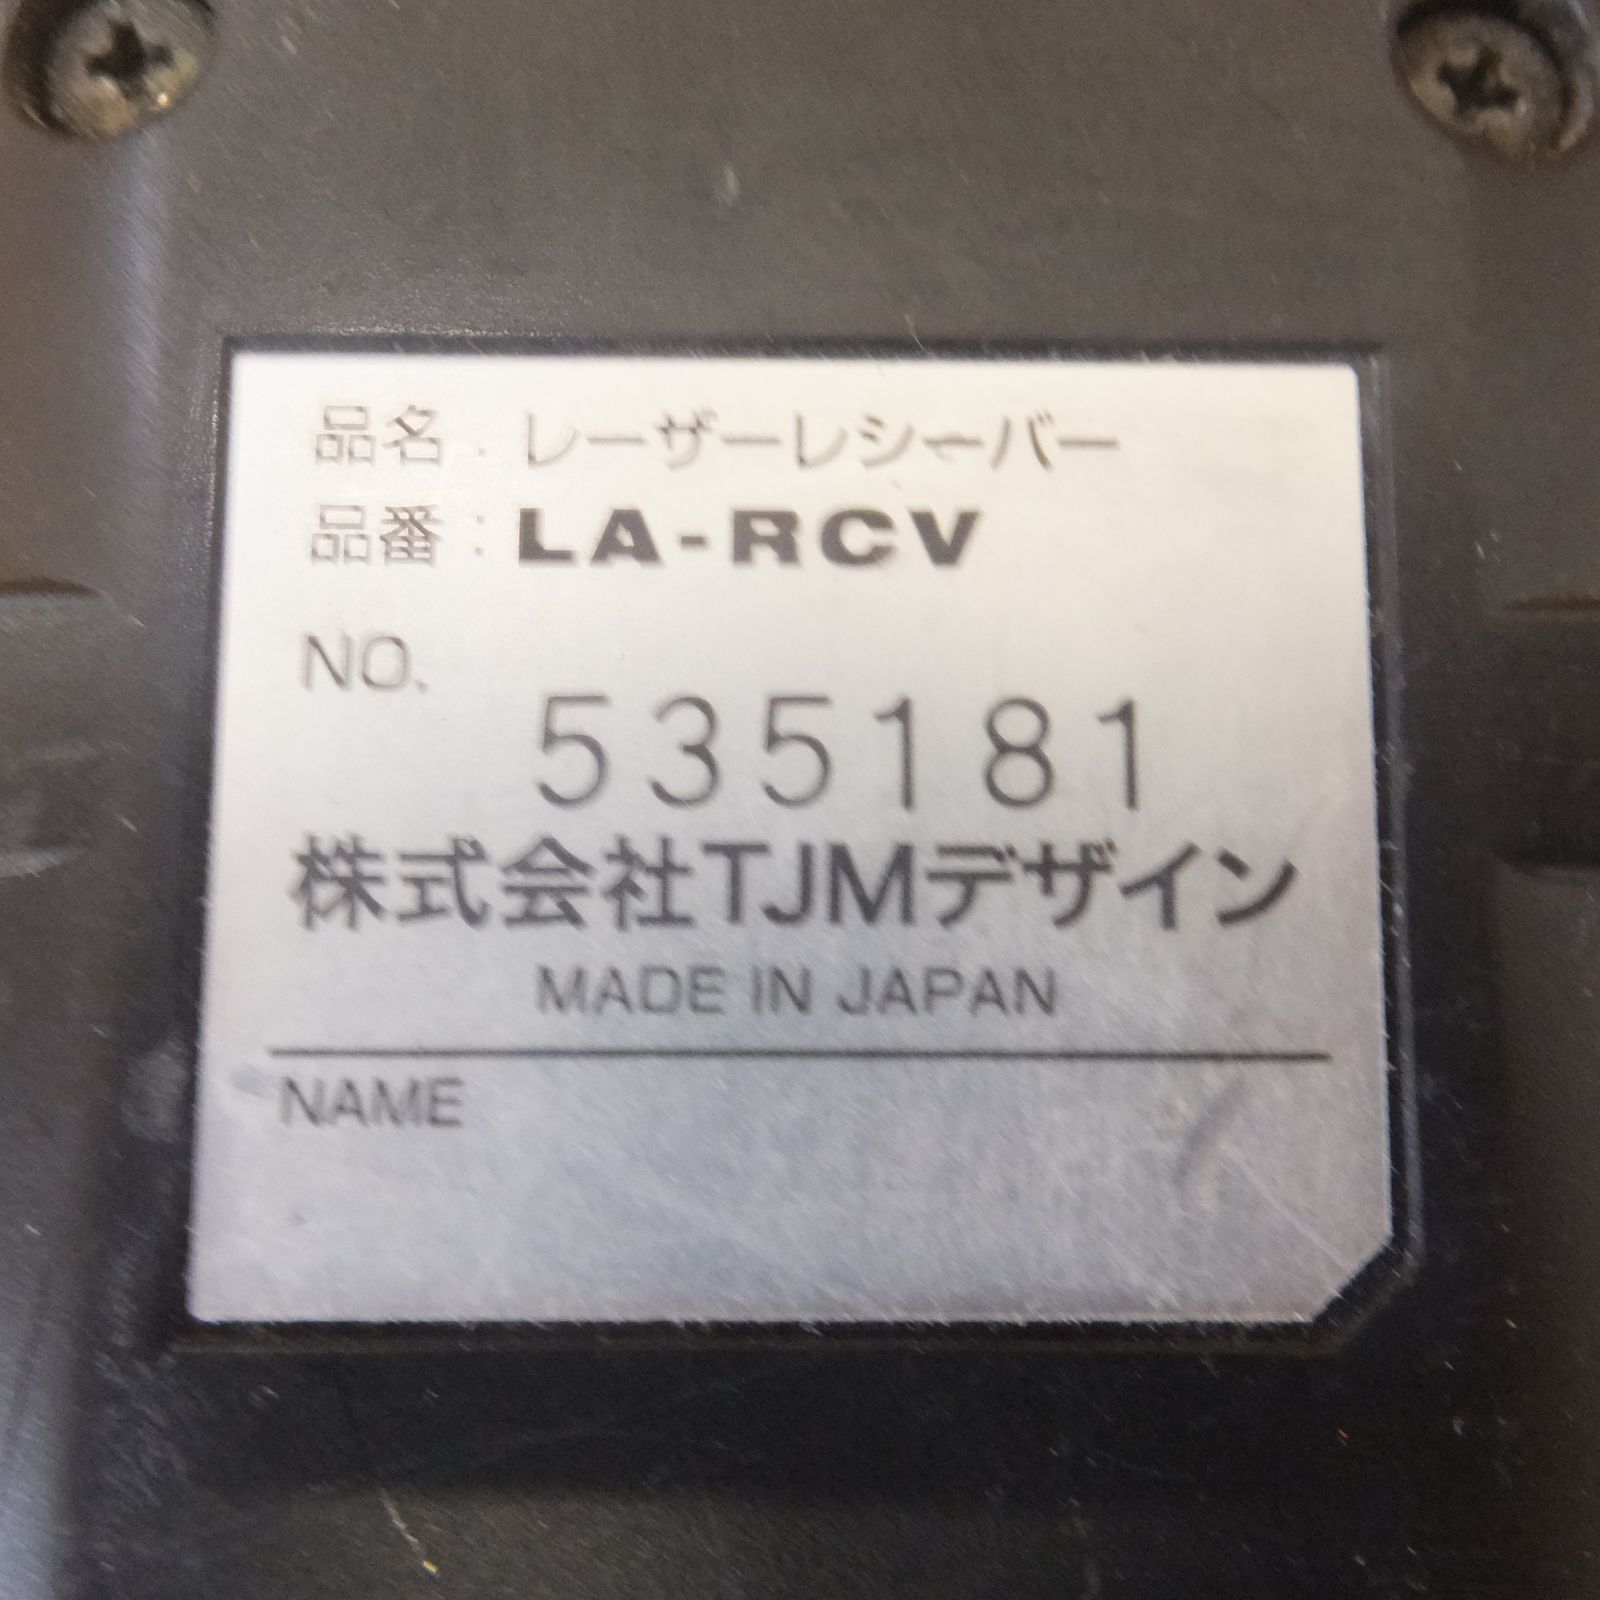 品名：レーザーレシーバー
品番：LA-RCV
NO.
535181
株式会社TJMデザイン
MADE IN JAPAN
NAME